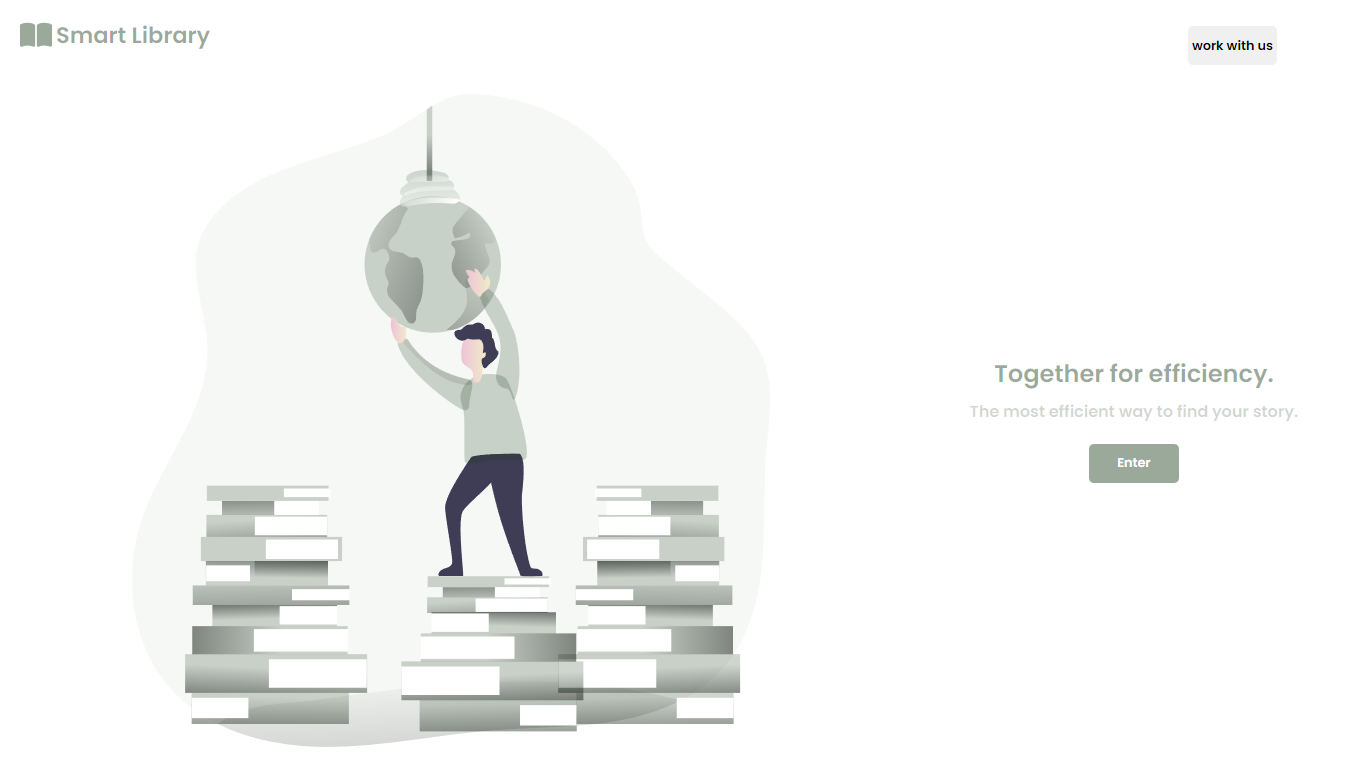 Smart Library
work with us
Together for efficiency.
The most efficient way to find your story.
Enter